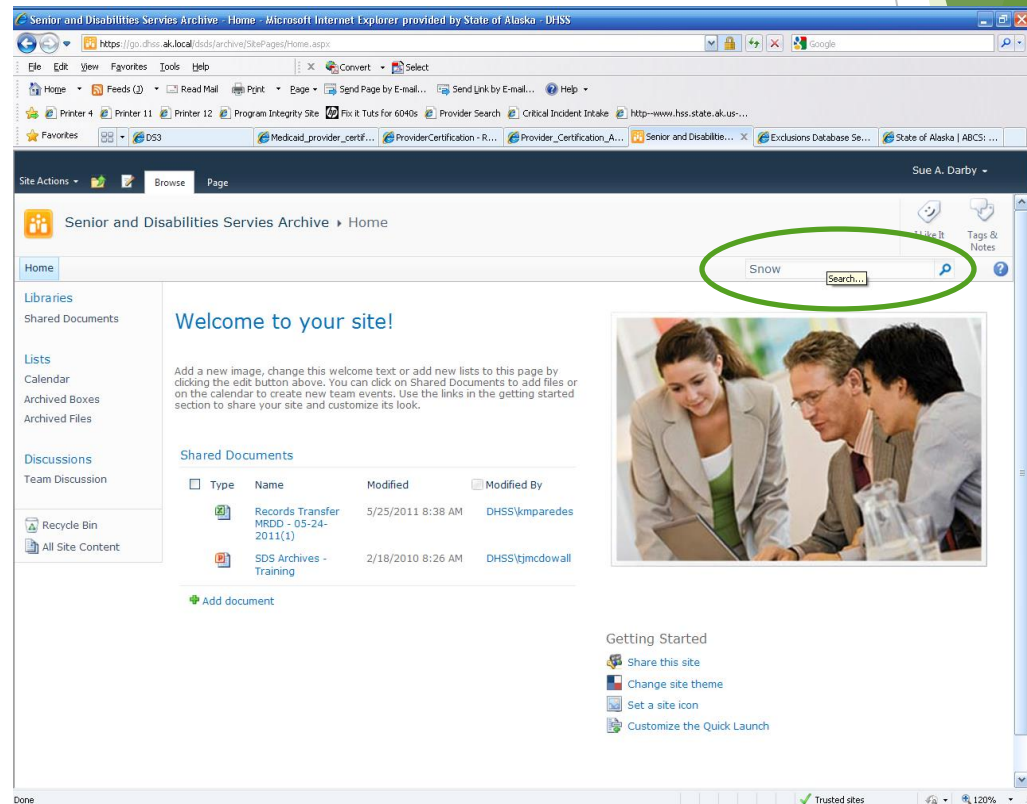 Senior and Disabilities Servies Archive - Home - Microsoft Internet Explorer provided by State of Alaska - DHSS
https://go.dhss.ak.local/dsds/archive/SitePages/Home.aspx
Google
File Edit View Favorites Tools Help
X Convert Select
Home Feeds (J) Read Mail Print Page Send Page by E-mail... Send Link by E-mail... Help
Printer 4 Printer 11 Printer 12 Program Integrity Site Fix it Tuts for 6040s Provider Search Critical Incident Intake http--www.hss.state.ak.us-...
Favorites DS3 Medicaid_provider_certif... ProviderCertification - R... Provider_Certification_A... Senior and Disabilitie... X Exclusions Database Se... State of Alaska | ABCS: ...
Sue A. Darby
Site Actions Browse Page
Senior and Disabilities Servies Archive Home
I Like It
Tags & Notes
Home
Snow
Search...
Libraries
Shared Documents
Lists
Calendar
Archived Boxes
Archived Files
Discussions
Team Discussion
Recycle Bin
All Site Content
Welcome to your site!
Add a new image, change this welcome text or add new lists to this page by
clicking the edit button above. You can click on Shared Documents to add files or
on the calendar to create new team events. Use the links in the getting started
section to share your site and customize its look.
Shared Documents
Type Name Modified Modified By
Records Transfer 5/25/2011 8:38 AM DHSS\kmparedes
MRDD - 05-24-
2011(1)
SDS Archives - 2/18/2010 8:26 AM DHSS\tjmcdowall
Training
Add document
Getting Started
Share this site
Change site theme
Set a site icon
Customize the Quick Launch
Done
Trusted sites
120%